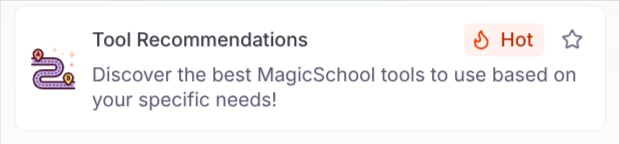 Tool Recommendations
Hot
Discover the best MagicSchool tools to use based on
your specific needs!